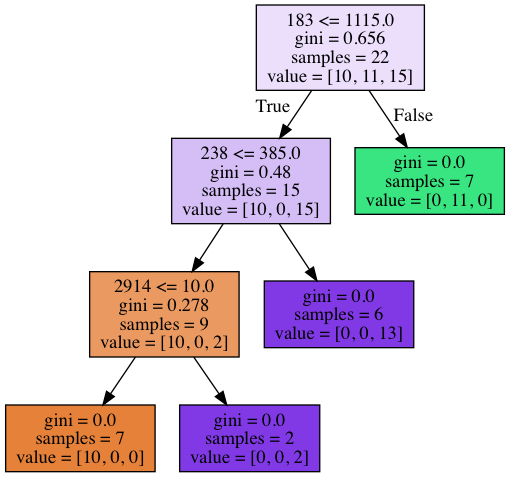 183 <= 1115.0
gini = 0.656
samples = 22
value = [10, 11, 15]
True
False
238 <= 385.0
gini = 0.48
samples = 15
value = [10, 0, 15]
gini = 0.0
samples = 7
value = [0, 11, 0]
2914 <= 10.0
gini = 0.278
samples = 9
value = [10, 0, 2]
gini = 0.0
samples = 6
value = [0, 0, 13]
gini = 0.0
samples = 7
value = [10, 0, 0]
gini = 0.0
samples = 2
value = [0, 0, 2]